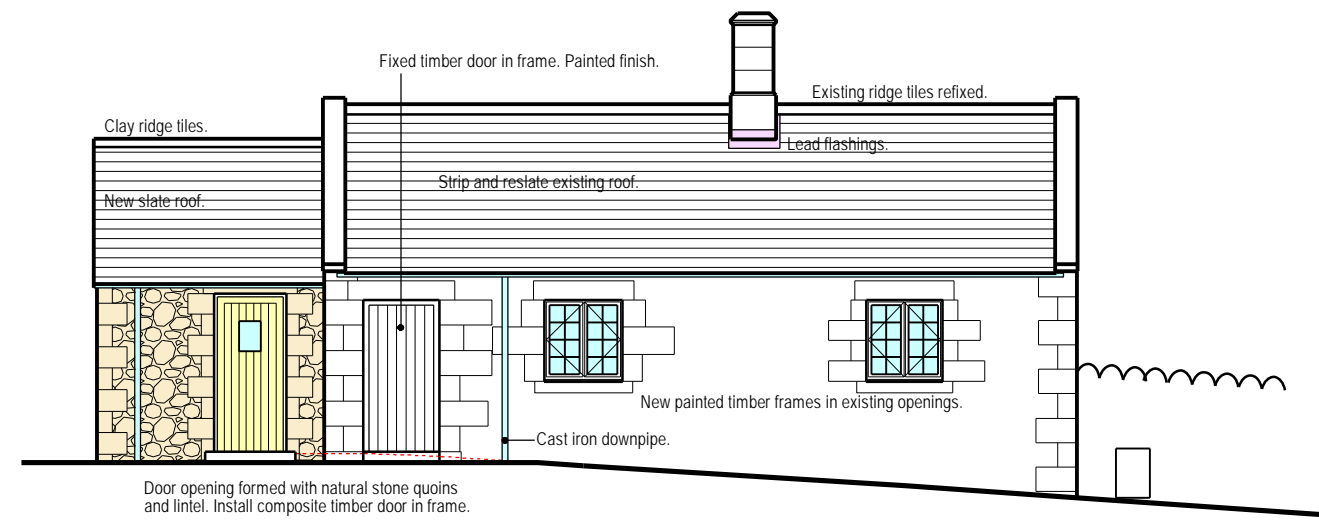 Fixed timber door in frame. Painted finish.
Existing ridge tiles refixed.
Clay ridge tiles.
Lead flashings.
Strip and reslate existing roof.
New slate roof.
New painted timber frames in existing openings.
Cast iron downpipe.
Door opening formed with natural stone quoins
and lintel. Install composite timber door in frame.